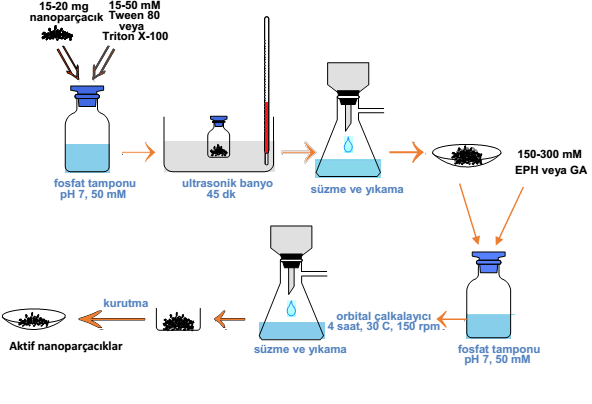 15-20 mg
nanoparçacık
15-50 mM
Tween 80
veya
Triton X-100
fosfat tamponu
pH 7, 50 mM
ultrasonik banyo
45 dk
süzme ve yıkama
150-300 mM
EPH veya GA
fosfat tamponu
pH 7, 50 mM
orbital çalkalayıcı
4 saat, 30 C, 150 rpm
süzme ve yıkama
kurutma
Aktif nanoparçacıklar